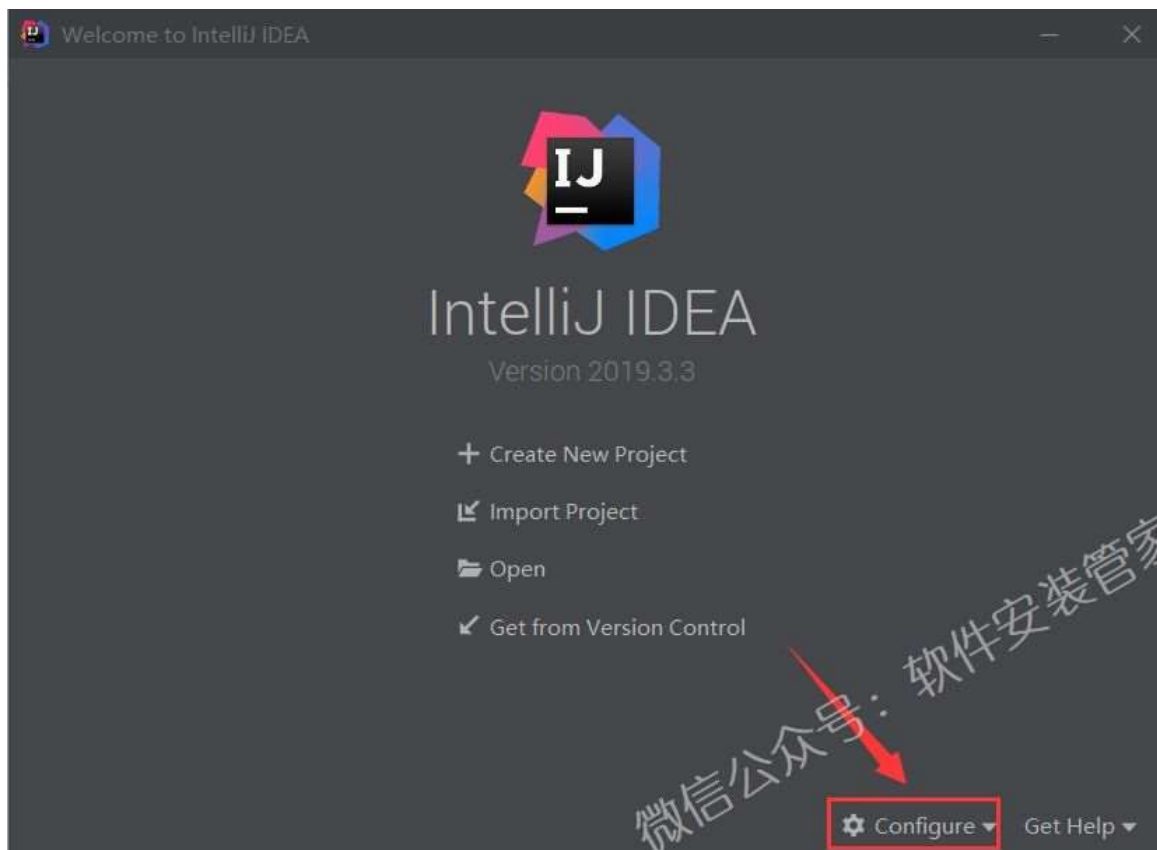 Welcome to IntelliJ IDEA
IJ
IntelliJ IDEA
Version 2019.3.3
Create New Project
Import Project
Open
Get from Version Control
微信公众号：软件安装管家
Configure
Get Help